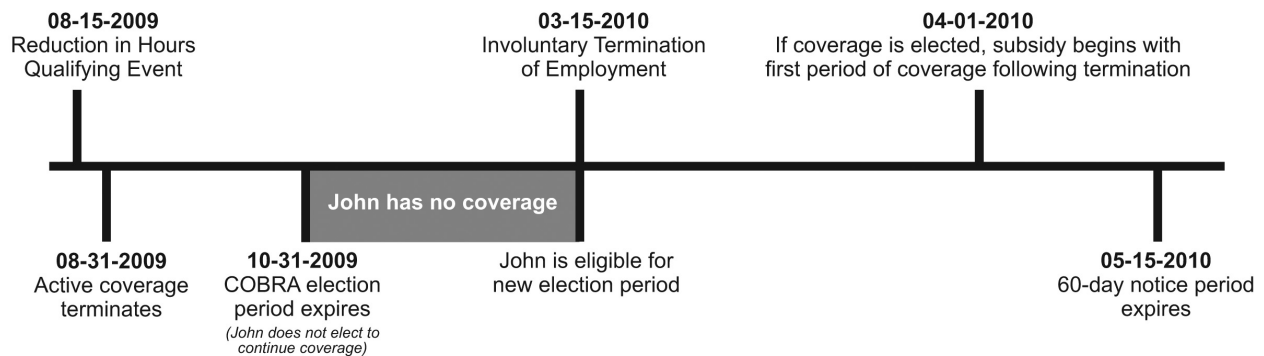 08-15-2009
Reduction in Hours
Qualifying Event
03-15-2010
Involuntary Termination
of Employment
04-01-2010
If coverage is elected, subsidy begins with
first period of coverage following termination
John has no coverage
08-31-2009
Active coverage
terminates
10-31-2009
COBRA election
period expires
(John does not elect to
continue coverage)
John is eligible for
new election period
05-15-2010
60-day notice period
expires